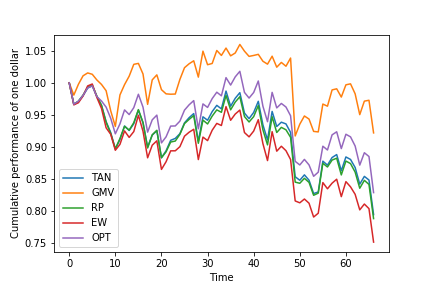 Cumulative performance of one dollar
1.05
1.00
0.95
0.90
0.85
0.80
0.75
TAN
GMV
RP
EW
OPT
0 10 20 30 40 50 60
Time